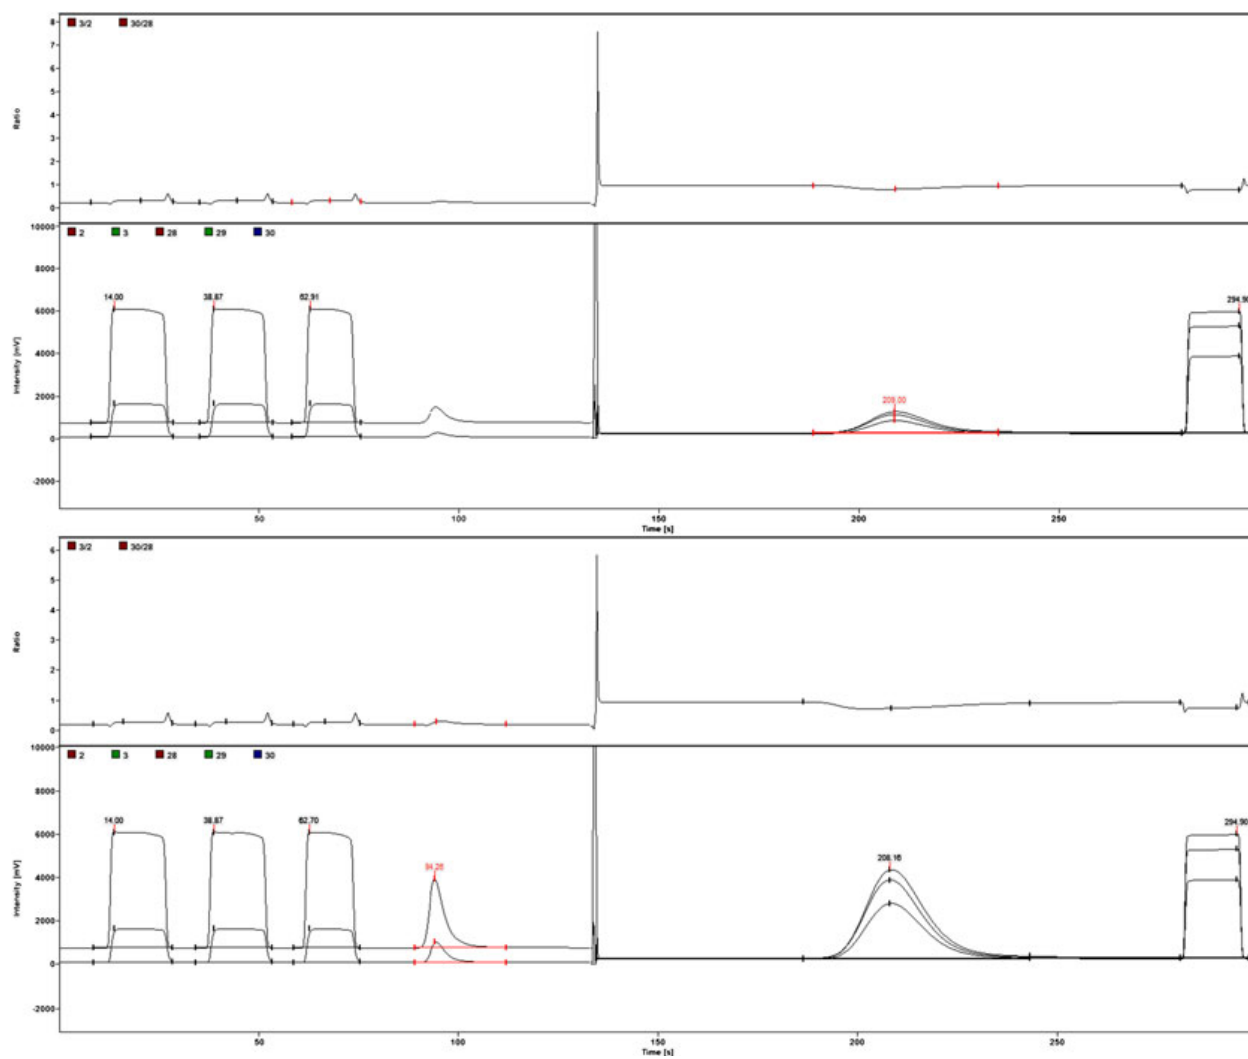 8
■ 3/2 ■ 30/28
7
6
5
4
3
2
1
0
Ratio
10000
■ 2 ■ 3 ■ 28 ■ 29 ■ 30
8000
6000
4000
2000
0
-2000
Intensity [mV]
14.00 38.87 62.91 209.00 294.90
50 100 150 200 250
Time [s]
6
■ 3/2 ■ 30/28
5
4
3
2
1
0
Ratio
10000
■ 2 ■ 3 ■ 28 ■ 29 ■ 30
8000
6000
4000
2000
0
-2000
Intensity [mV]
14.00 38.87 62.70 94.26 208.16 294.90
50 100 150 200 250
Time [s]